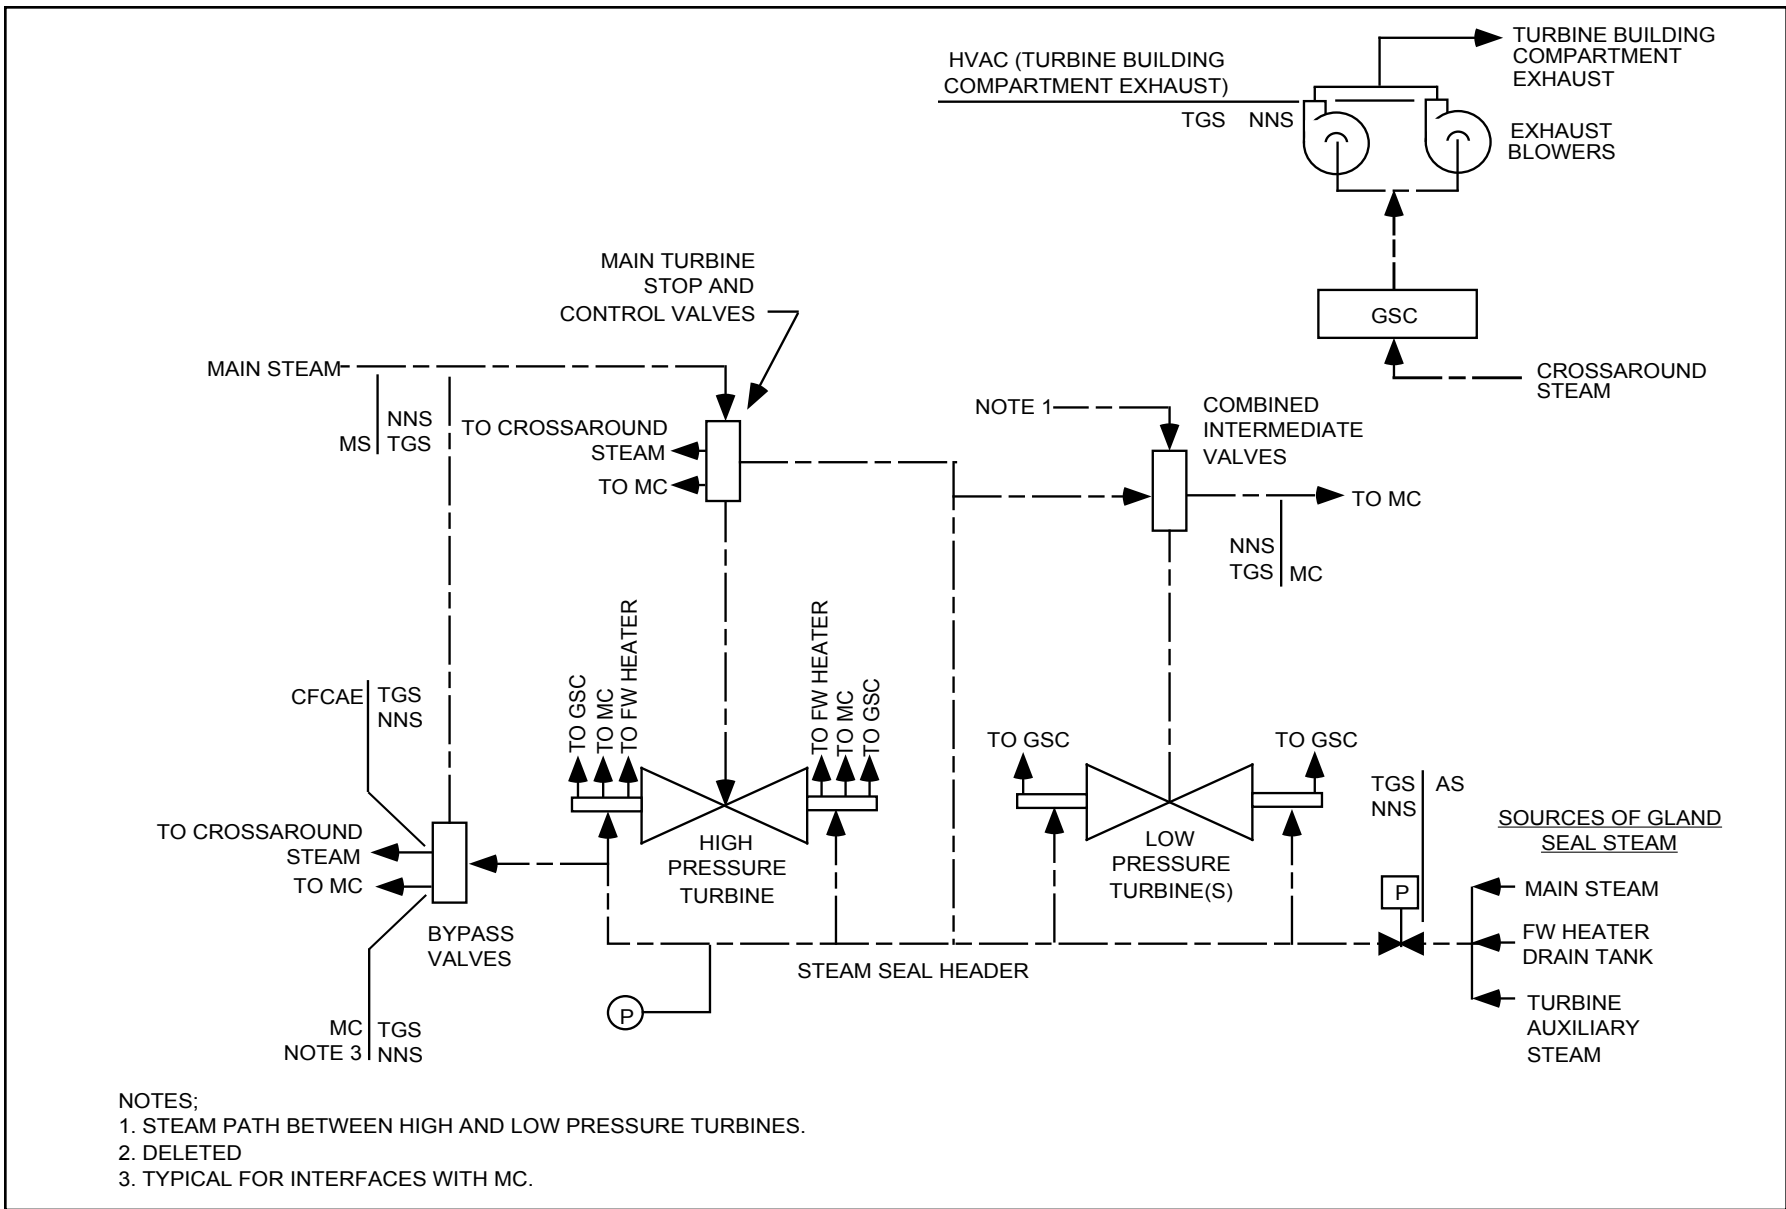 HVAC (TURBINE BUILDING
COMPARTMENT EXHAUST)
TGS NNS
TURBINE BUILDING
COMPARTMENT
EXHAUST
EXHAUST
BLOWERS
GSC
CROSSAROUND
STEAM
MAIN TURBINE
STOP AND
CONTROL VALVES
MAIN STEAM
NNS
MS TGS
TO CROSSAROUND
STEAM
TO MC
NOTE 1
COMBINED
INTERMEDIATE
VALVES
TO MC
NNS
TGS MC
CFCAE TGS
NNS
TO GSC
TO MC
TO FW HEATER
TO FW HEATER
TO MC
TO GSC
TO GSC
TO GSC
TGS AS
NNS
SOURCES OF GLAND
SEAL STEAM
TO CROSSAROUND
STEAM
TO MC
HIGH
PRESSURE
TURBINE
LOW
PRESSURE
TURBINE(S)
P
MAIN STEAM
FW HEATER
DRAIN TANK
TURBINE
AUXILIARY
STEAM
BYPASS
VALVES
STEAM SEAL HEADER
P
MC TGS
NOTE 3 NNS
NOTES;
1. STEAM PATH BETWEEN HIGH AND LOW PRESSURE TURBINES.
2. DELETED
3. TYPICAL FOR INTERFACES WITH MC.